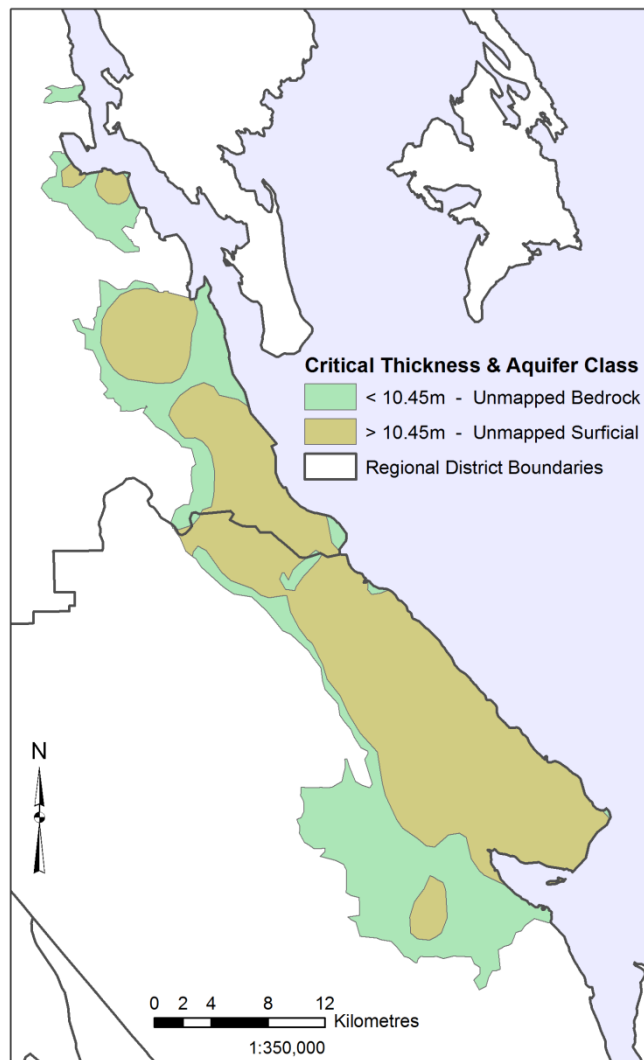 Critical Thickness & Aquifer Class
< 10.45m - Unmapped Bedrock
> 10.45m - Unmapped Surficial
Regional District Boundaries
N
0 2 4 8 12
Kilometres
1:350,000